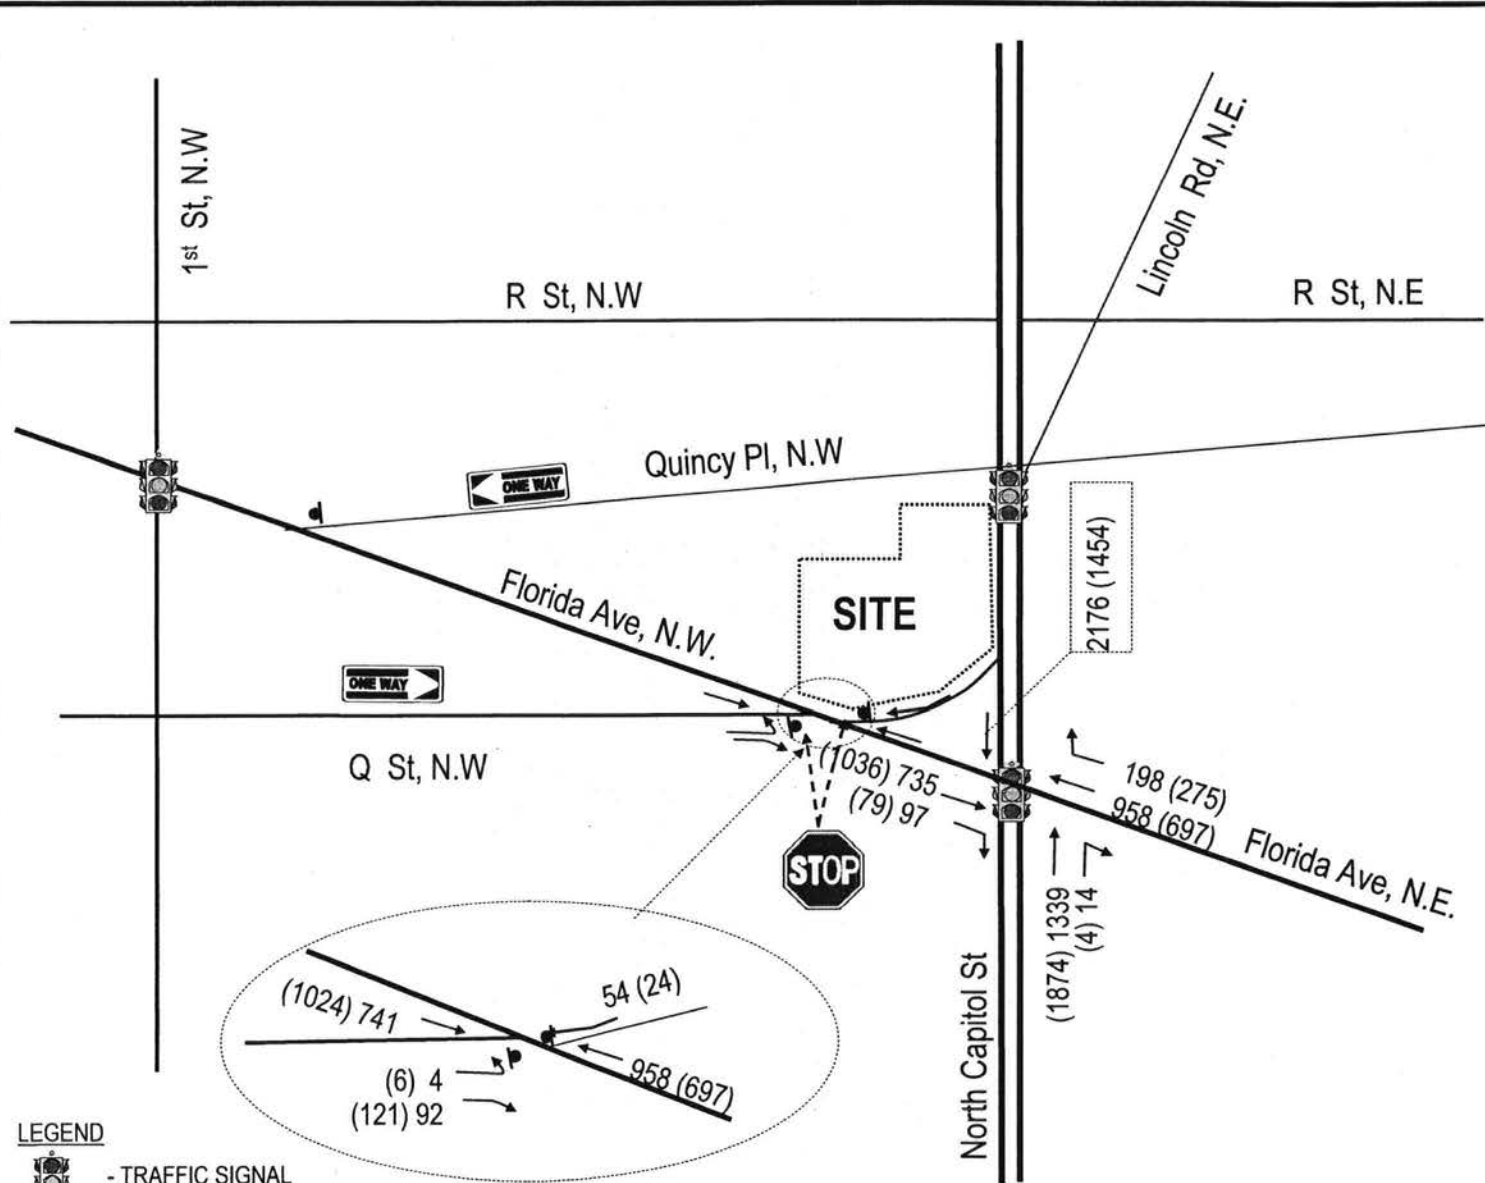 1st St, N.W
R St, N.W
Lincoln Rd, N.E.
R St, N.E
Quincy Pl, N.W
ONE WAY
2176 (1454)
SITE
Florida Ave, N.W.
ONE WAY
Q St, N.W
(1036) 735
(79) 97
198 (275)
958 (697)
Florida Ave, N.E.
STOP
(1874) 1339
(4) 14
North Capitol St
(1024) 741
54 (24)
(6) 4
(121) 92
958 (697)
LEGEND
- TRAFFIC SIGNAL